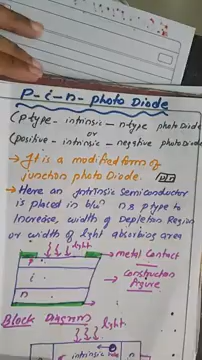 P-i-n-Photo Diode
(P type - intrinsic - n type photo Diode
or
(positive - intrinsic - negative photo Diode
→ It is a modified form of
junction photo Diode.
→ Here an Intrinsic Semiconductor
is placed in b/w n & p type to
Increase, width of Depletion Region
or width of light absorbing area
light
metal Contact
P
i
Construction
figure
n
Block Diagram
light
intrinsic
n